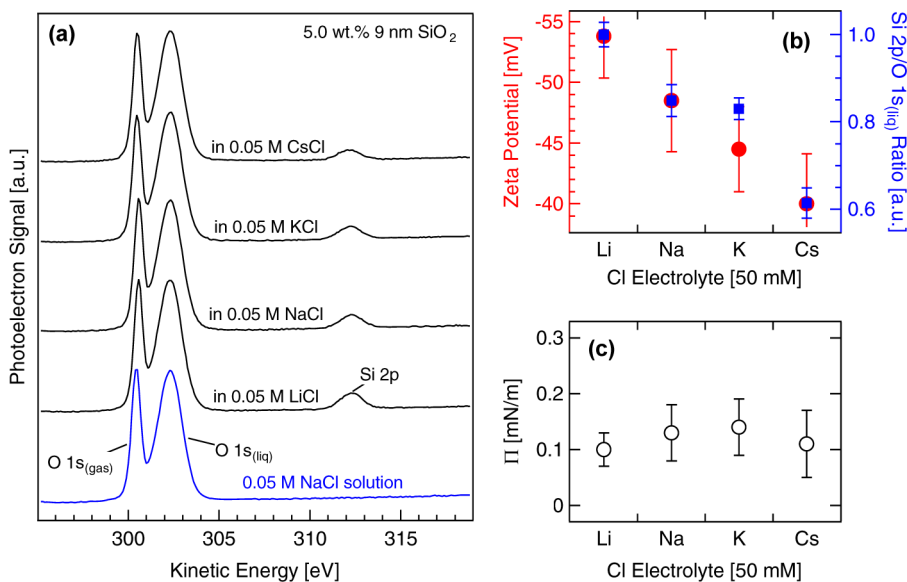 (a)
5.0 wt.% 9 nm SiO₂
in 0.05 M CsCl
in 0.05 M KCl
in 0.05 M NaCl
Si 2p
in 0.05 M LiCl
O 1s(gas)
O 1s(liq)
0.05 M NaCl solution
Photoelectron Signal [a.u.]
300 305 310 315
Kinetic Energy [eV]
(b)
Zeta Potential [mV]
-55
-50
-45
-40
Si 2p/O 1s(liq) Ratio [a.u.]
1.0
0.8
0.6
Li Na K Cs
Cl Electrolyte [50 mM]
(c)
Π [mN/m]
0.3
0.2
0.1
0
Li Na K Cs
Cl Electrolyte [50 mM]